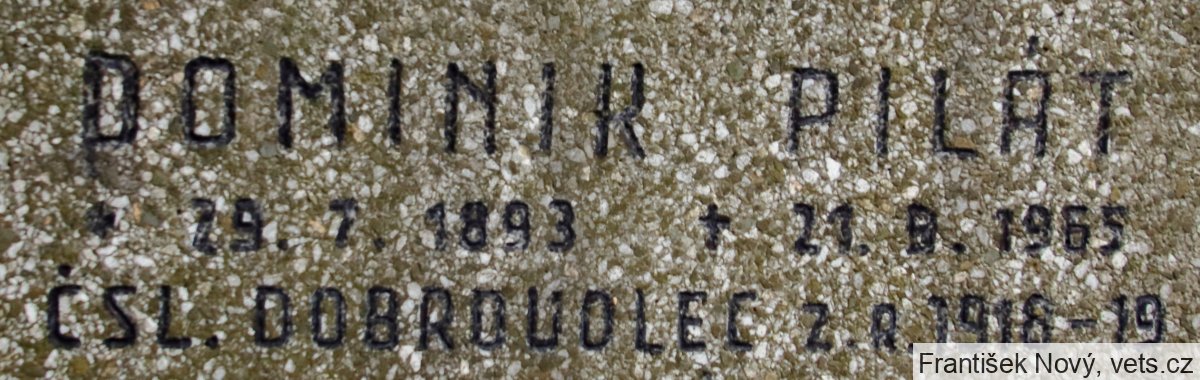 DOMINIK PILÁT
* 29. 7. 1893 † 21. 8. 1965
ČSL. DOBROVOLEC Z.R. 1918-19
František Nový, vets.cz